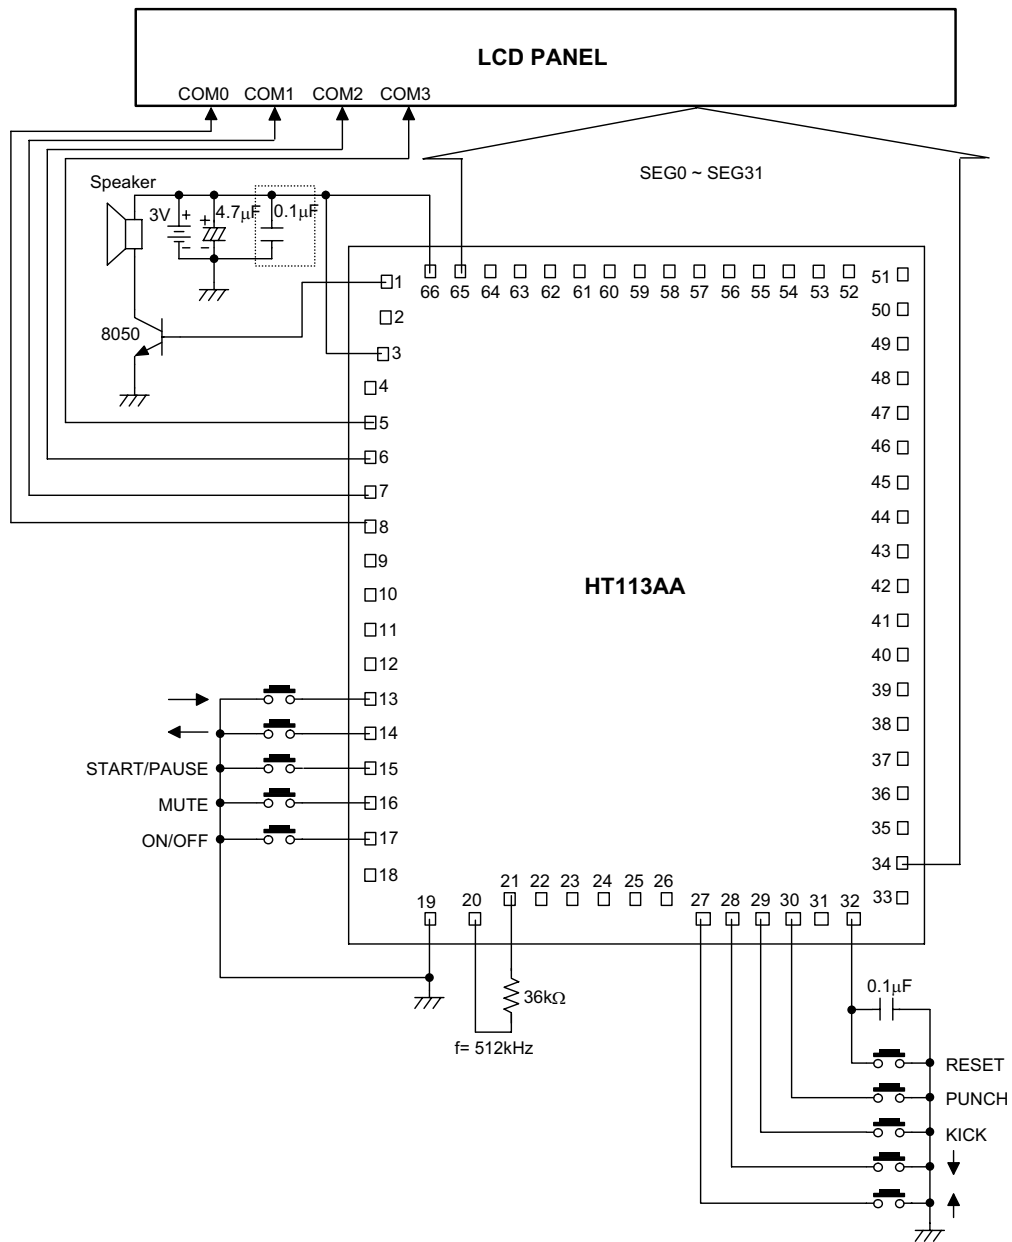 LCD PANEL
COM0 COM1 COM2 COM3
SEG0 ~ SEG31
Speaker
3V + - + - 4.7μF 0.1μF
8050
66 65 64 63 62 61 60 59 58 57 56 55 54 53 52
1
2
3
4
5
6
7
8
9
10
11
12
13
14
15
16
17
18
HT113AA
51
50
49
48
47
46
45
44
43
42
41
40
39
38
37
36
35
34
33
START/PAUSE
MUTE
ON/OFF
19 20 21 22 23 24 25 26 27 28 29 30 31 32
36kΩ
f= 512kHz
0.1μF
RESET
PUNCH
KICK